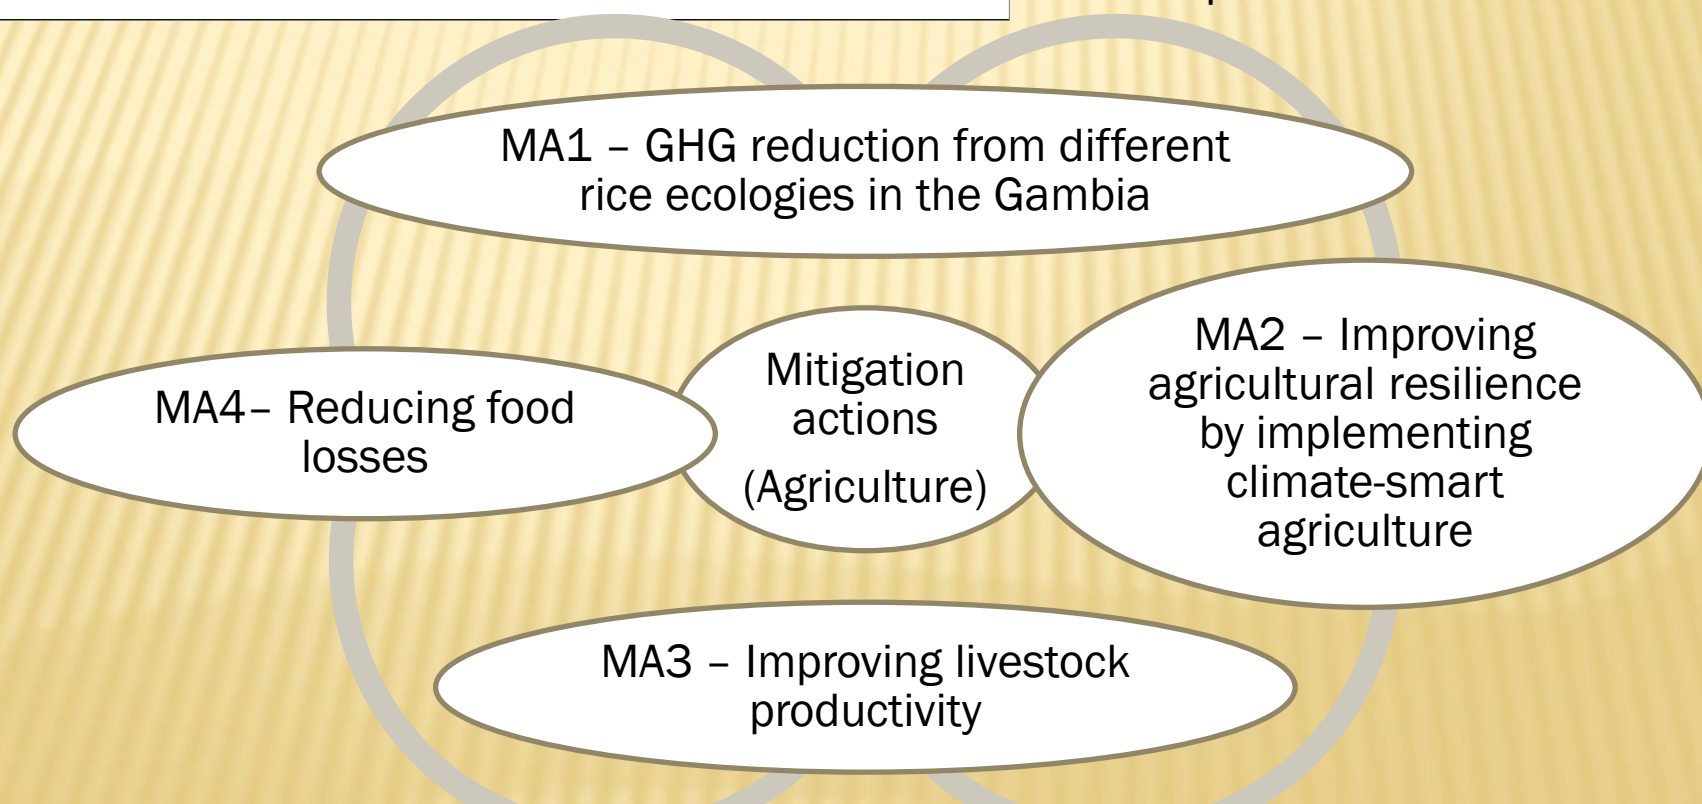 MA1 – GHG reduction from different
rice ecologies in the Gambia
MA2 – Improving
agricultural resilience
by implementing
climate-smart
agriculture
Mitigation
actions
(Agriculture)
MA4– Reducing food
losses
MA3 – Improving livestock
productivity